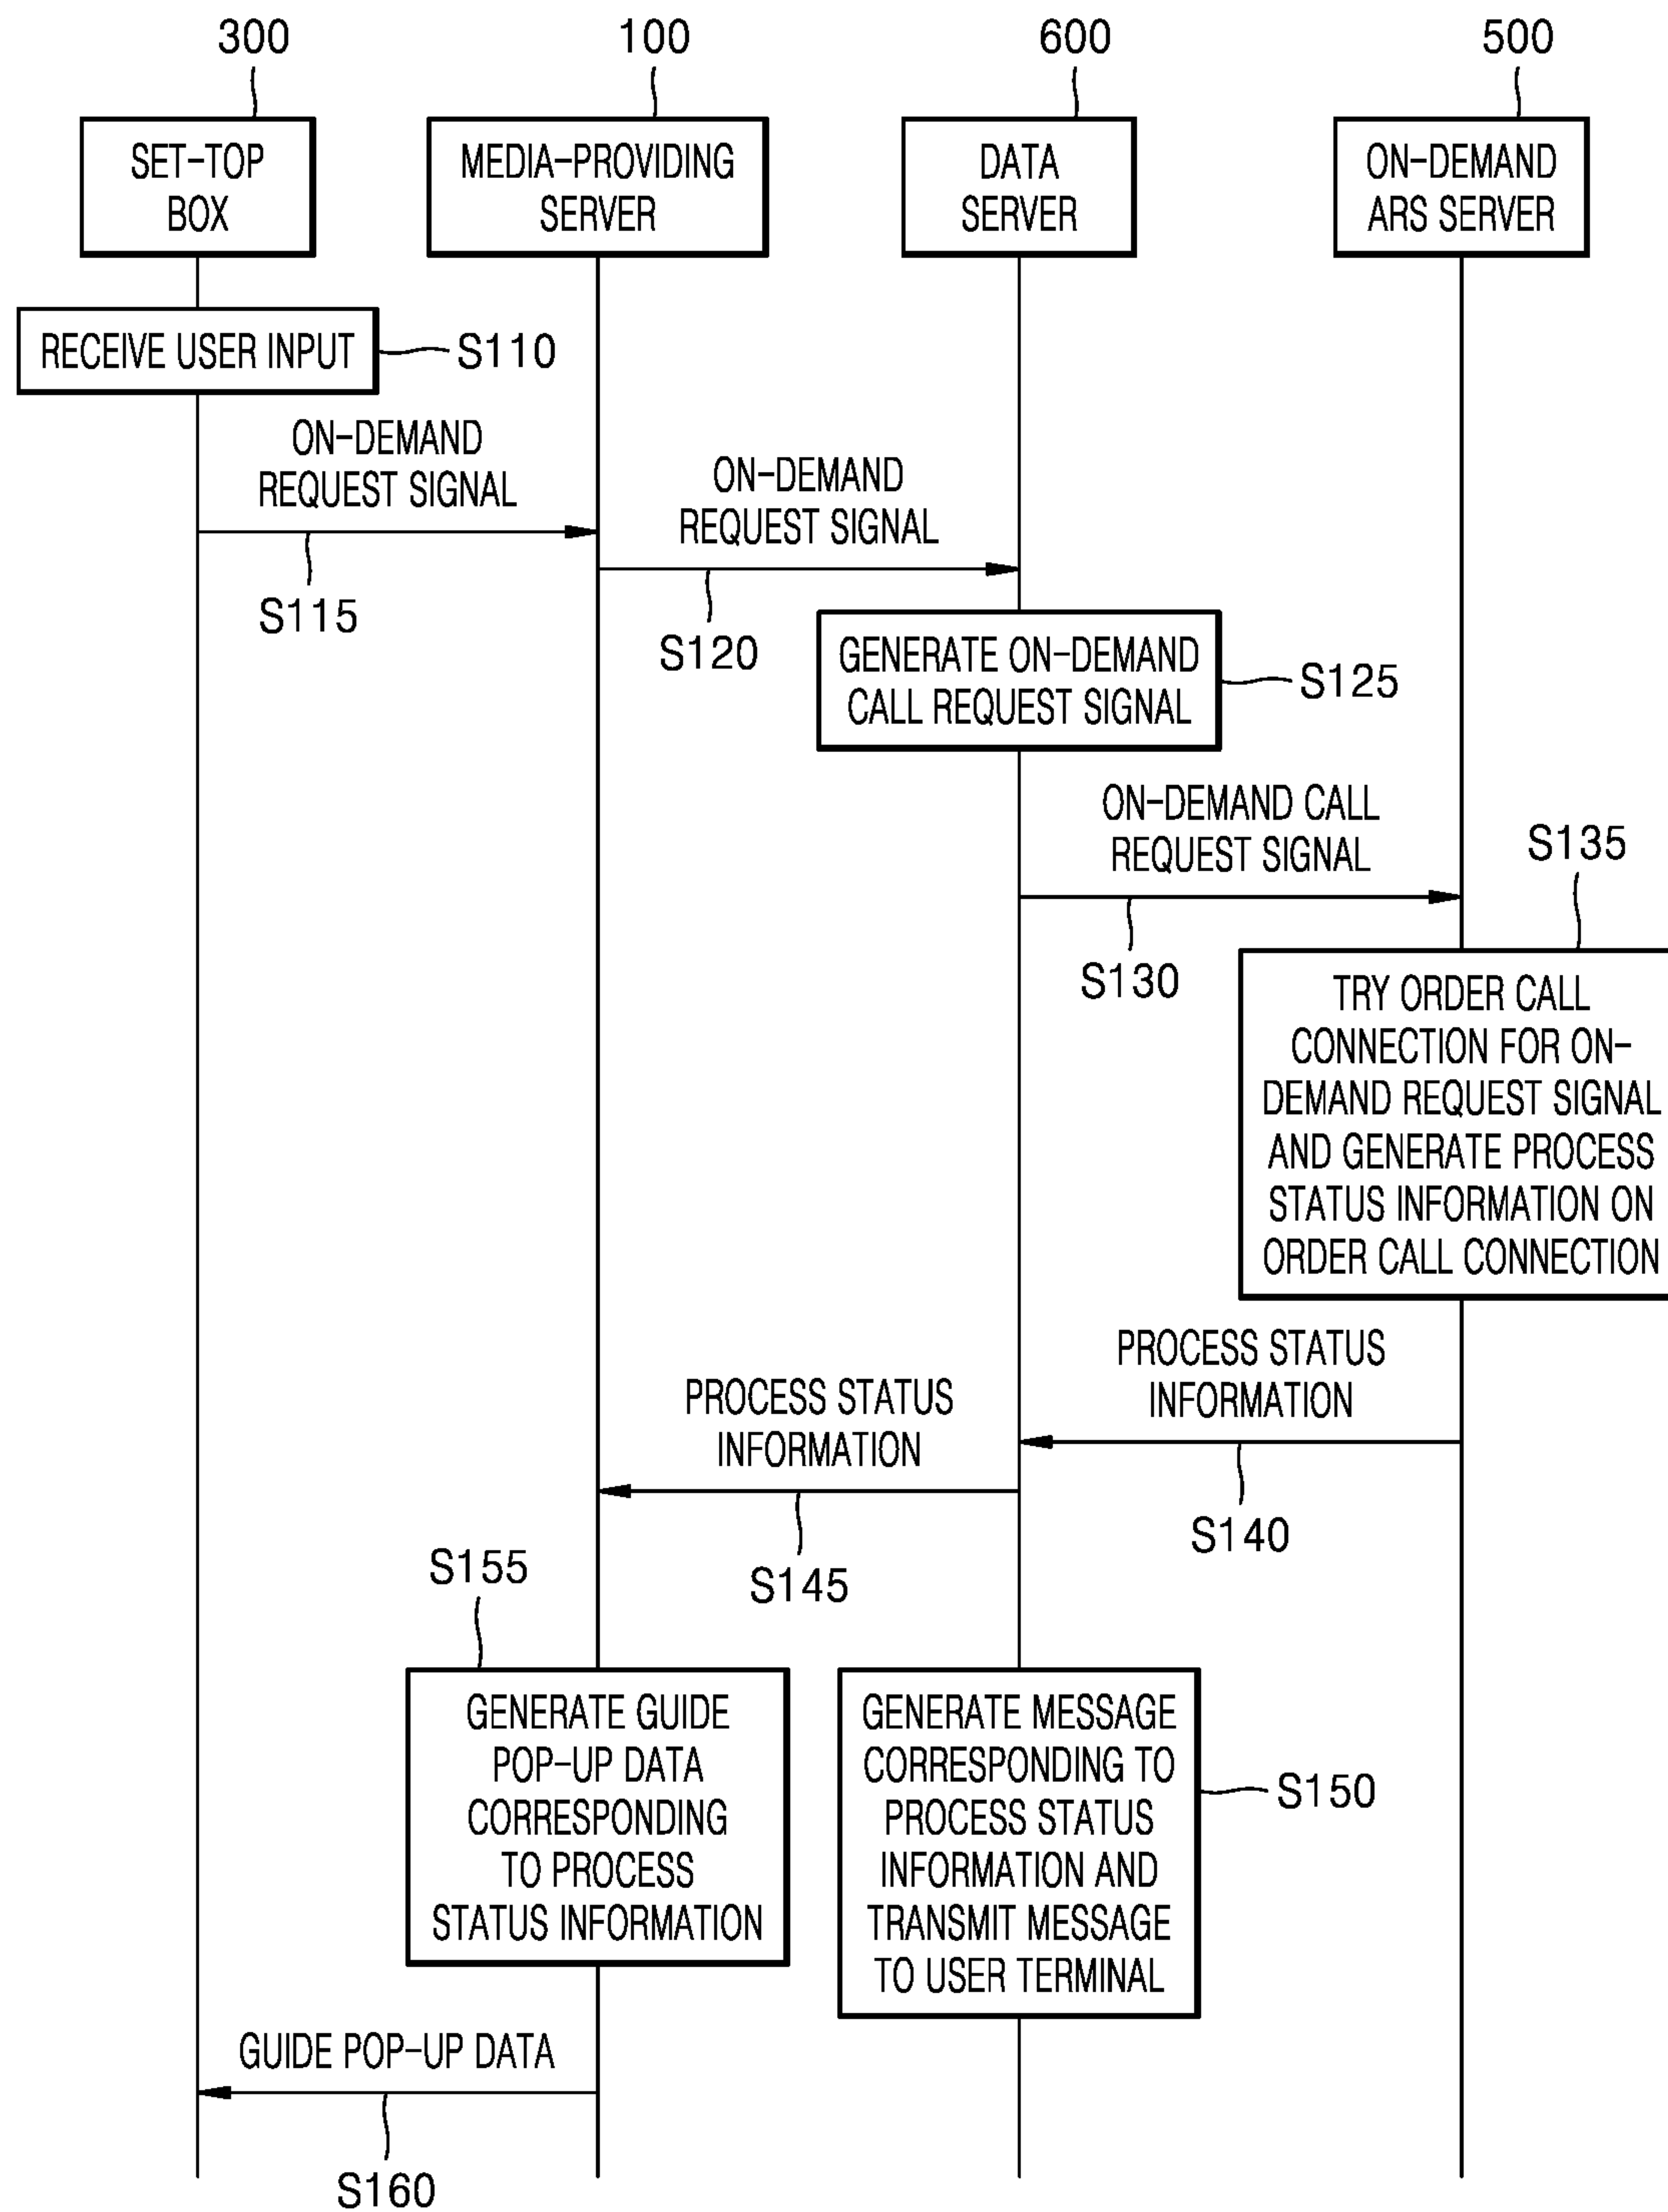 300
100
600
500
SET-TOP
BOX
MEDIA-PROVIDING
SERVER
DATA
SERVER
ON-DEMAND
ARS SERVER
RECEIVE USER INPUT
S110
ON-DEMAND
REQUEST SIGNAL
S115
ON-DEMAND
REQUEST SIGNAL
S120
GENERATE ON-DEMAND
CALL REQUEST SIGNAL
S125
ON-DEMAND CALL
REQUEST SIGNAL
S130
S135
TRY ORDER CALL
CONNECTION FOR ON-
DEMAND REQUEST SIGNAL
AND GENERATE PROCESS
STATUS INFORMATION ON
ORDER CALL CONNECTION
PROCESS STATUS
INFORMATION
S140
PROCESS STATUS
INFORMATION
S145
S155
GENERATE GUIDE
POP-UP DATA
CORRESPONDING
TO PROCESS
STATUS INFORMATION
GENERATE MESSAGE
CORRESPONDING TO
PROCESS STATUS
INFORMATION AND
TRANSMIT MESSAGE
TO USER TERMINAL
S150
GUIDE POP-UP DATA
S160